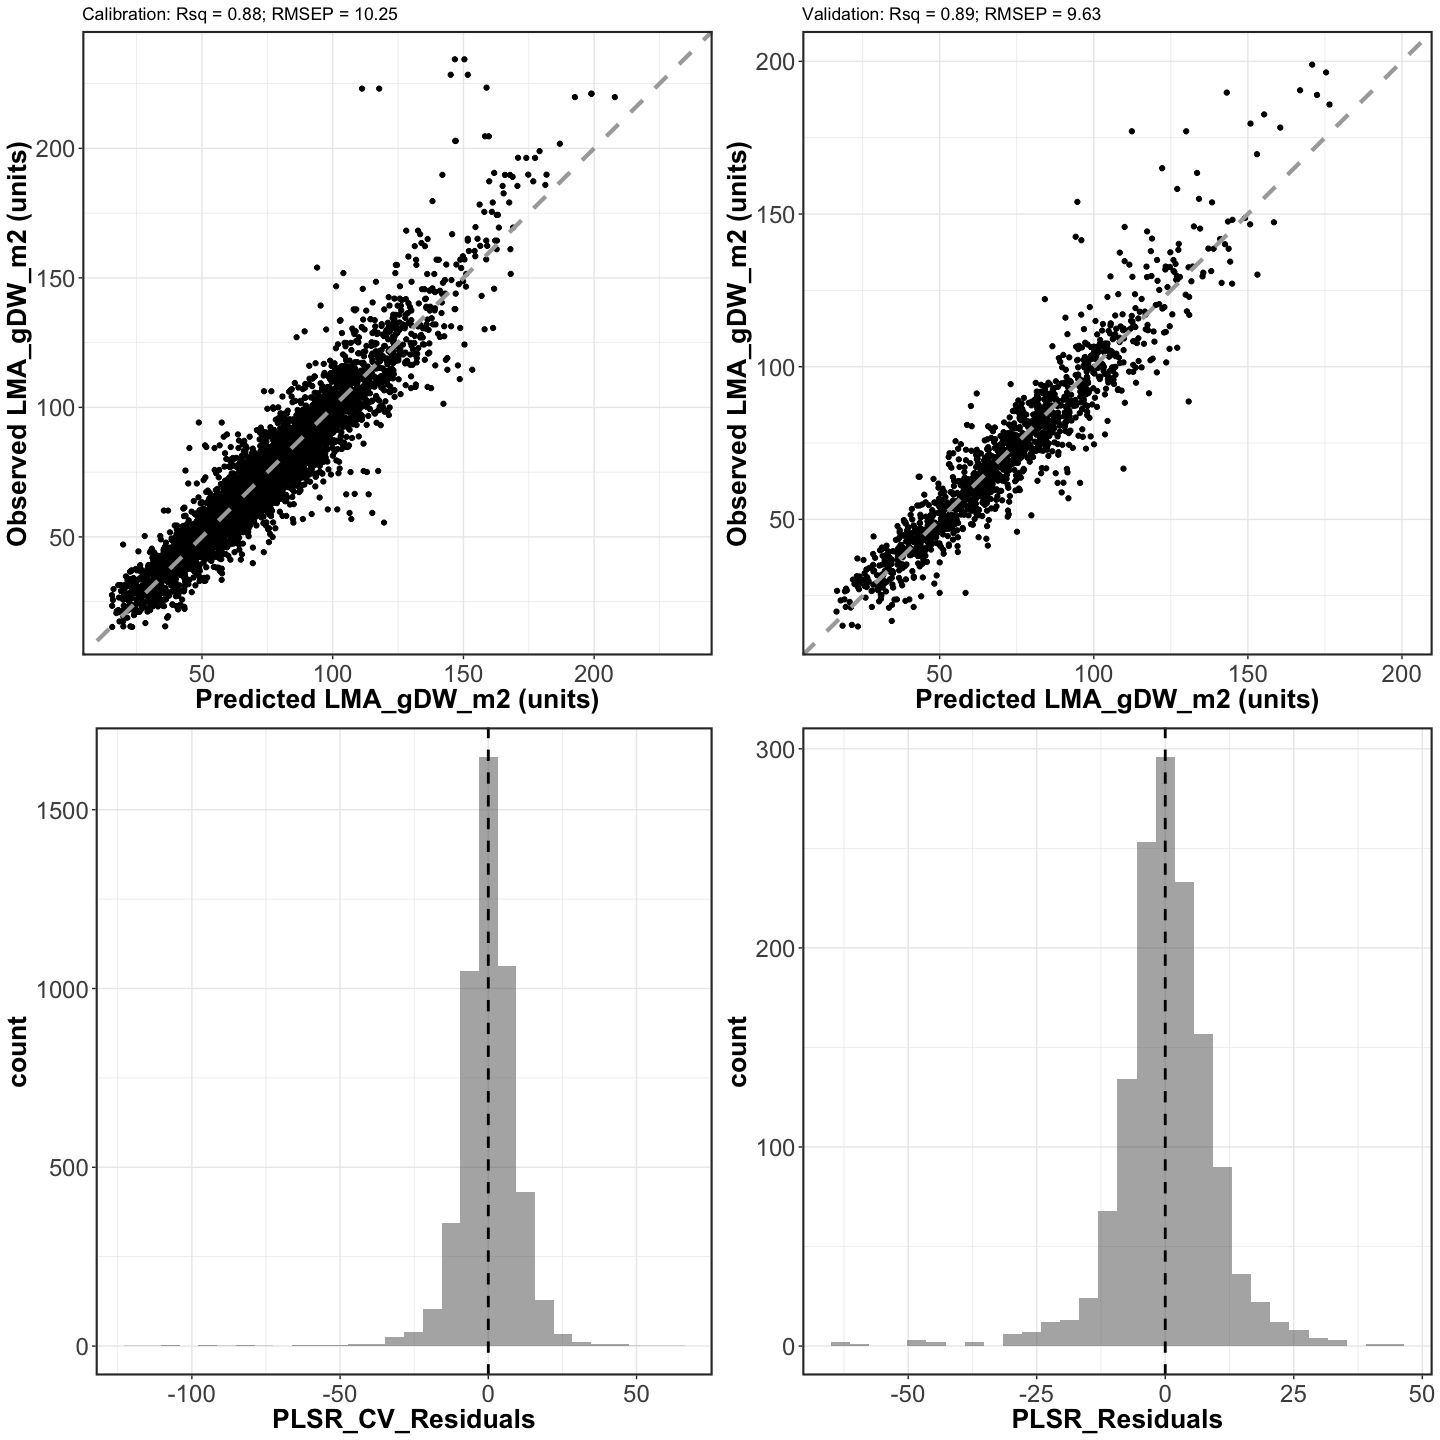 Calibration: Rsq = 0.88; RMSEP = 10.25
Observed LMA_gDW_m2 (units)
200
150
100
50
50 100 150 200
Predicted LMA_gDW_m2 (units)
Validation: Rsq = 0.89; RMSEP = 9.63
Observed LMA_gDW_m2 (units)
200
150
100
50
50 100 150 200
Predicted LMA_gDW_m2 (units)
count
1500
1000
500
0
-100 -50 0 50
PLSR_CV_Residuals
count
300
200
100
0
-50 -25 0 25 50
PLSR_Residuals